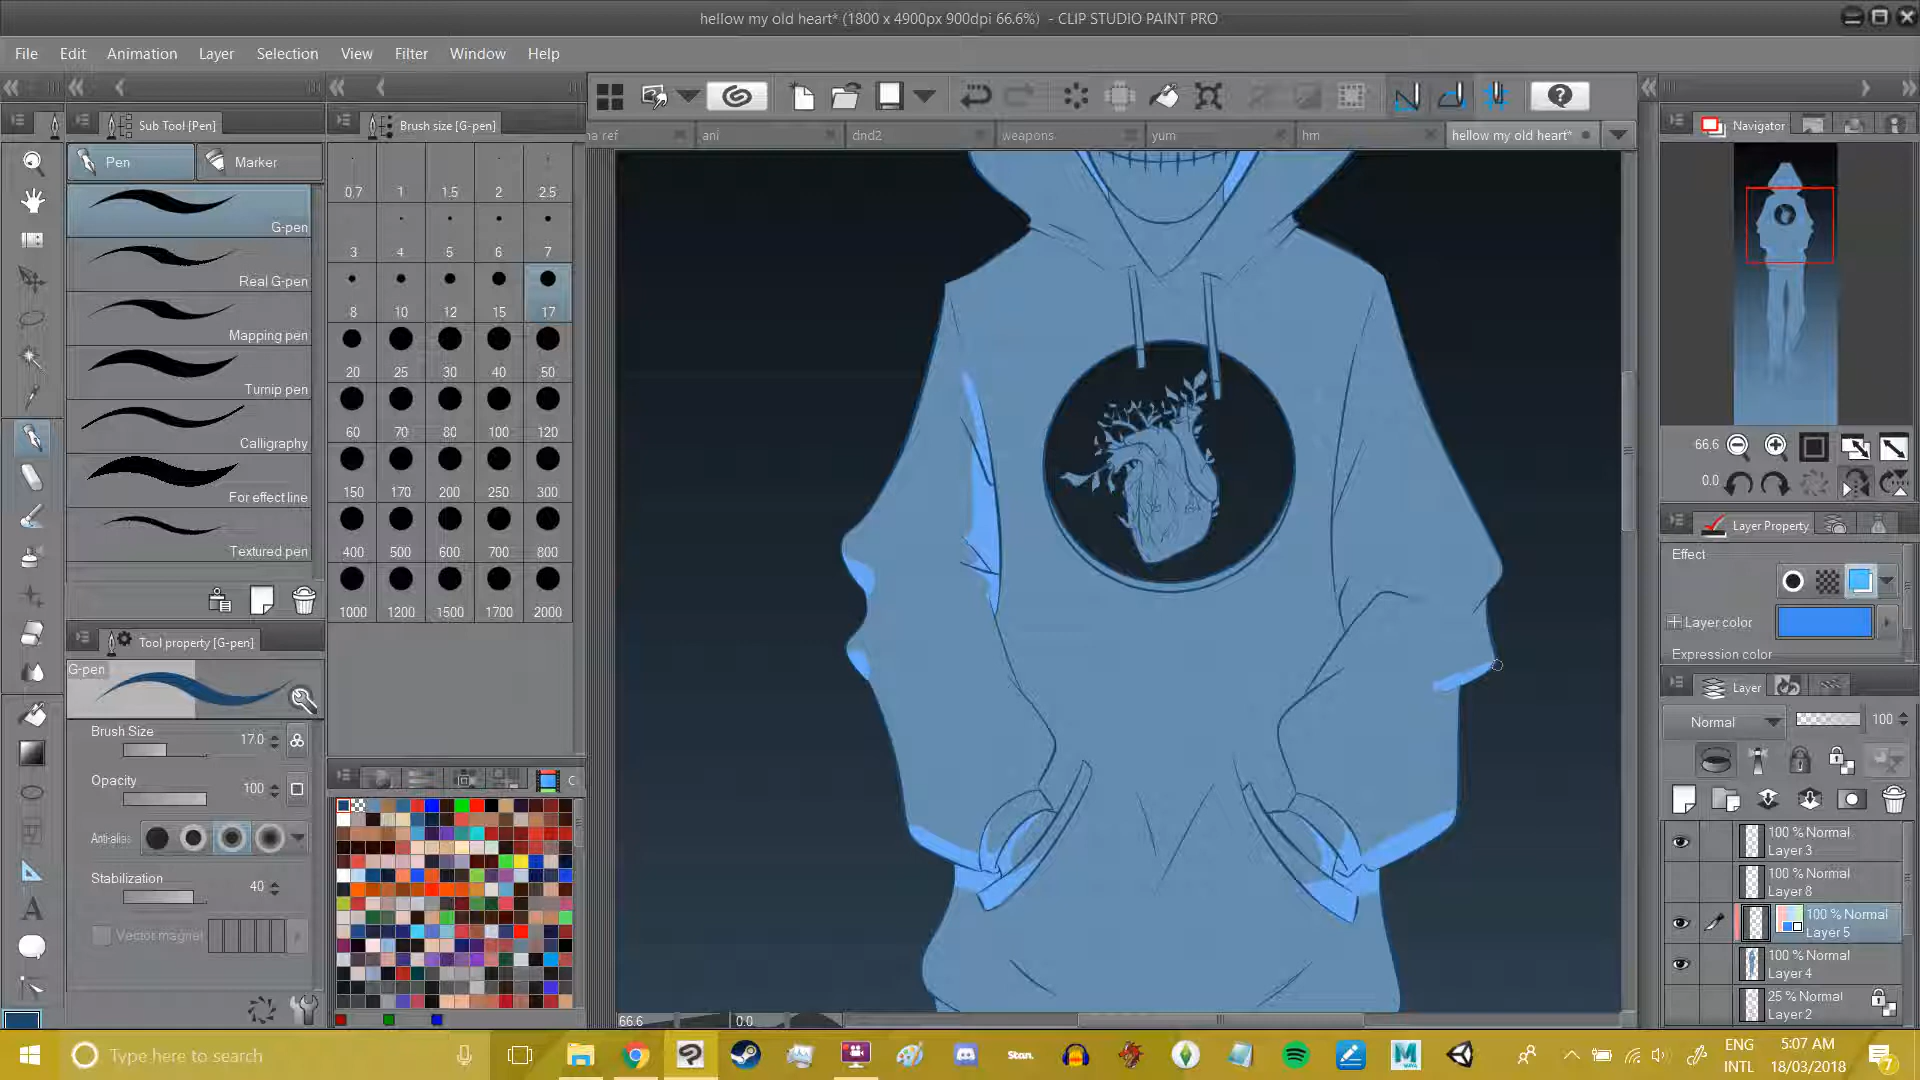 hellow my old heart* (1800 x 4900px 900dpi 66.6%)  - CLIP STUDIO PAINT PRO
File Edit Animation Layer Selection View Filter Window Help
Sub Tool [Pen]
Brush size [G-pen]
na ref
ani
dnd2
weapons
yum
hm
hellow my old heart*
Navigator
Pen
Marker
G-pen
Real G-pen
Mapping pen
Turnip pen
Calligraphy
For effect line
Textured pen
0.7 1 1.5 2 2.5
3 4 5 6 7
8 10 12 15 17
20 25 30 40 50
60 70 80 100 120
150 170 200 250 300
400 500 600 700 800
1000 1200 1500 1700 2000
Tool property [G-pen]
G-pen
Brush Size 17.0
Opacity 100
Anti-alias
Stabilization 40
Vector magnet
C
66.6 0.0
66.6
0.0
Layer Property
Effect
Layer color
Expression color
Layer
Normal 100
100 % Normal
Layer 3
100 % Normal
Layer 8
100 % Normal
Layer 5
100 % Normal
Layer 4
25 % Normal
Layer 2
Type here to search
Stan.
ENG
INTL
5:07 AM
18/03/2018
7